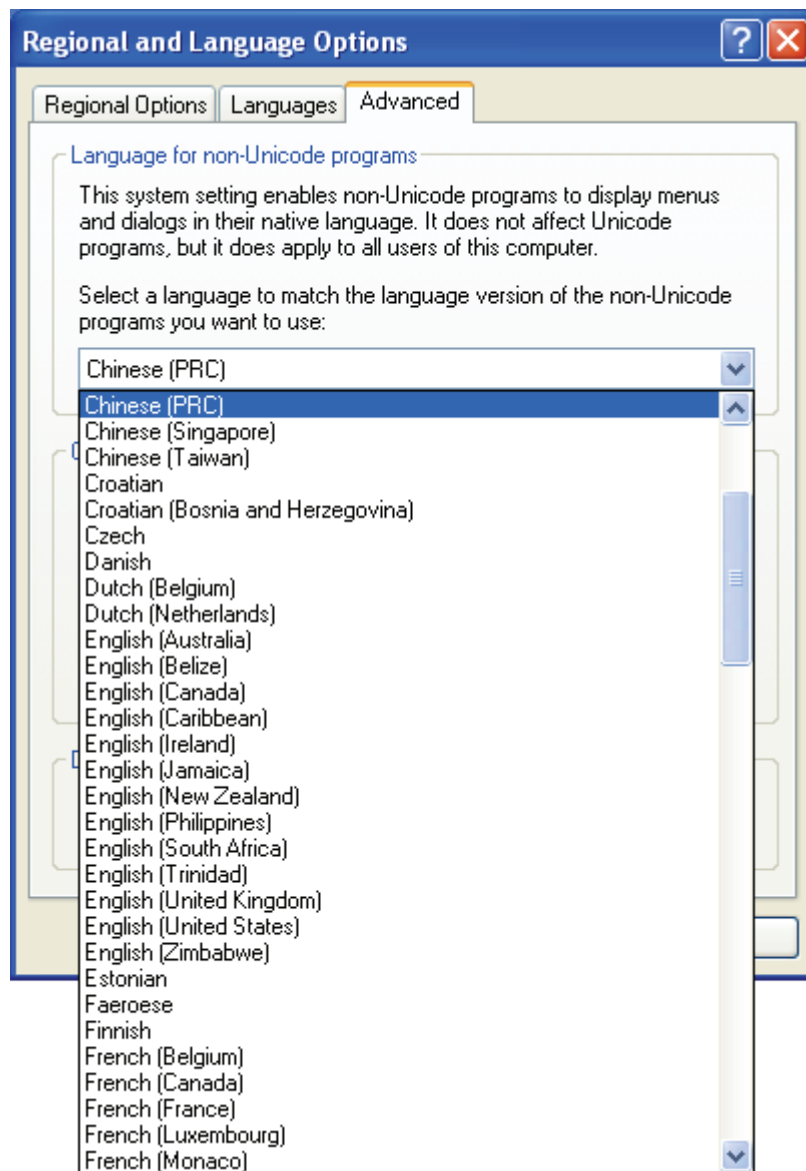 Regional and Language Options
Regional Options Languages Advanced
Language for non-Unicode programs
This system setting enables non-Unicode programs to display menus
and dialogs in their native language. It does not affect Unicode
programs, but it does apply to all users of this computer.
Select a language to match the language version of the non-Unicode
programs you want to use:
Chinese (PRC)
Chinese (PRC)
Chinese (Singapore)
Chinese (Taiwan)
Croatian
Croatian (Bosnia and Herzegovina)
Czech
Danish
Dutch (Belgium)
Dutch (Netherlands)
English (Australia)
English (Belize)
English (Canada)
English (Caribbean)
English (Ireland)
English (Jamaica)
English (New Zealand)
English (Philippines)
English (South Africa)
English (Trinidad)
English (United Kingdom)
English (United States)
English (Zimbabwe)
Estonian
Faeroese
Finnish
French (Belgium)
French (Canada)
French (France)
French (Luxembourg)
French (Monaco)